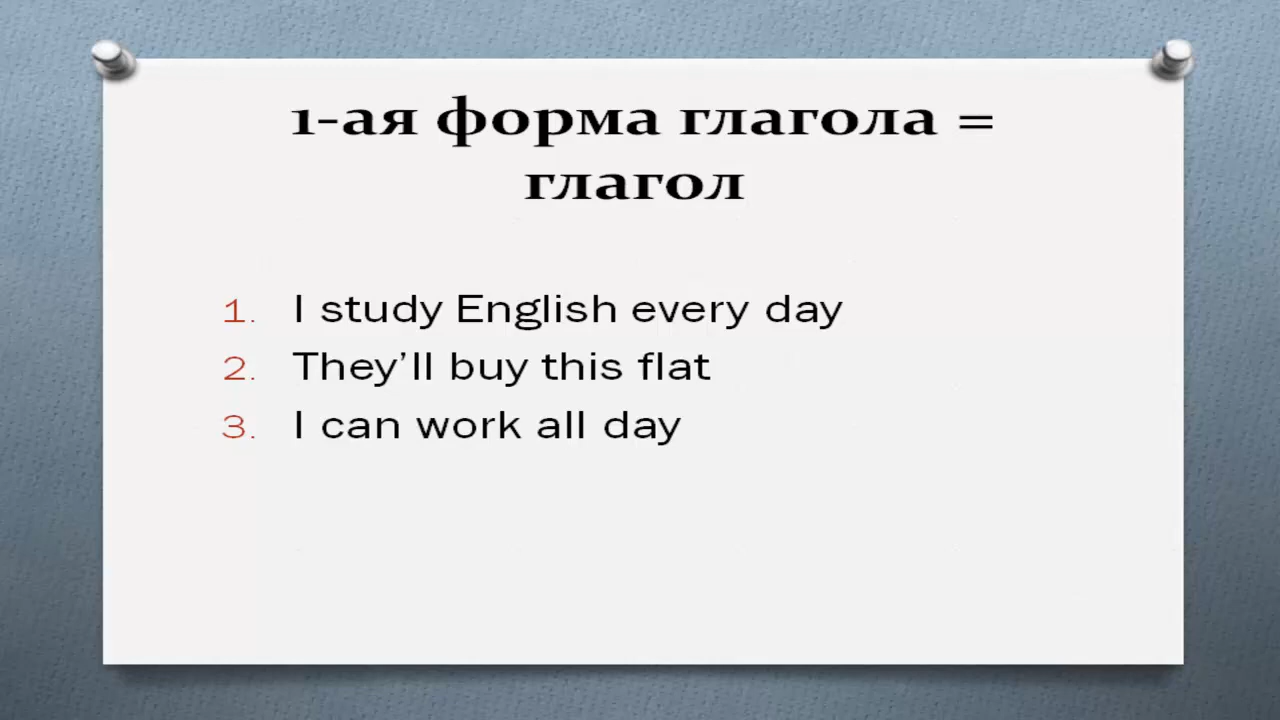 1-ая форма глагола =
глагол
1. I study English every day
2. They’ll buy this flat
3. I can work all day